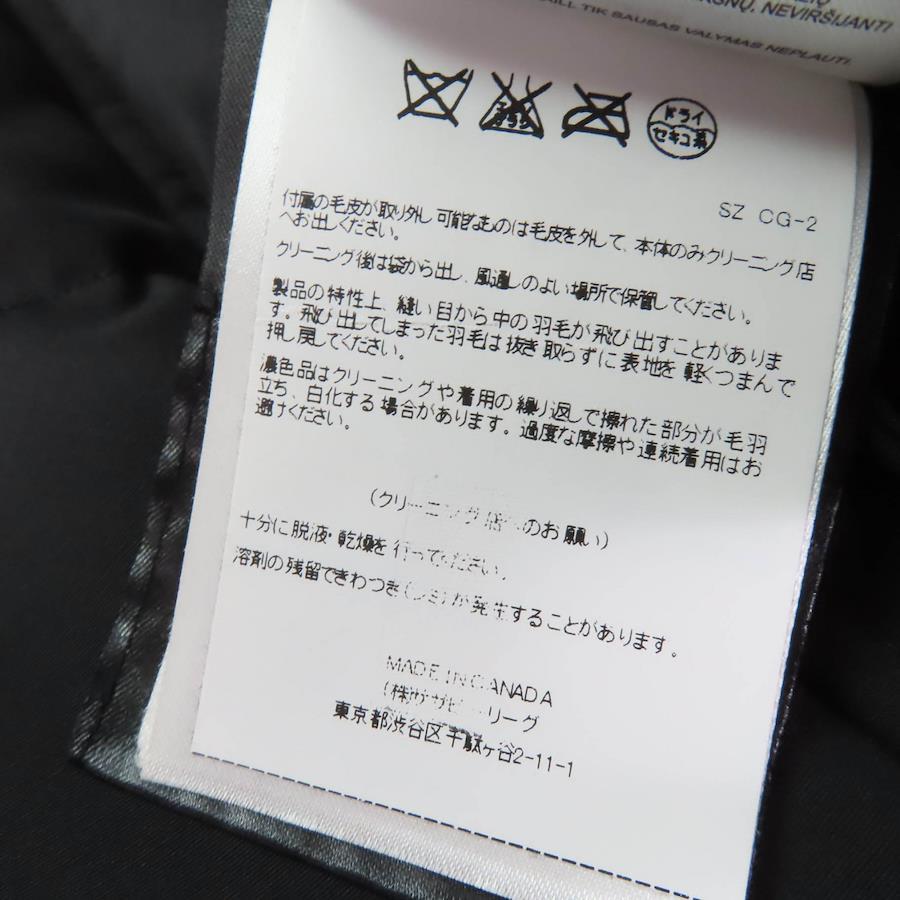 NEVIRŠIJANTI
TIK SAUSAS VALYMAS NEPLAUTI.
ドライ
セキユ系
SZ CG-2
付属の毛皮が取り外し可能なものは毛皮を外して、本体のみクリーニング店
へお出しください。
クリーニング後は袋から出し、風通しのよい場所で保管してください。
製品の特性上、縫い目から中の羽毛が飛び出すことがありま
す。飛び出してしまった羽毛は抜き取らずに表地を軽くつまんで
押し戻してください。
濃色品はクリーニングや着用の繰り返しで擦れた部分が毛羽
立ち、白化する場合があります。過度な摩擦や連続着用はお
避けください。
(クリーニング店へのお願い)
十分に脱液・乾燥を行ってください。
溶剤の残留できわつき(シミ)が発生することがあります。
MADE IN CANADA
(株)サザビーリーグ
東京都渋谷区千駄ヶ谷2-11-1